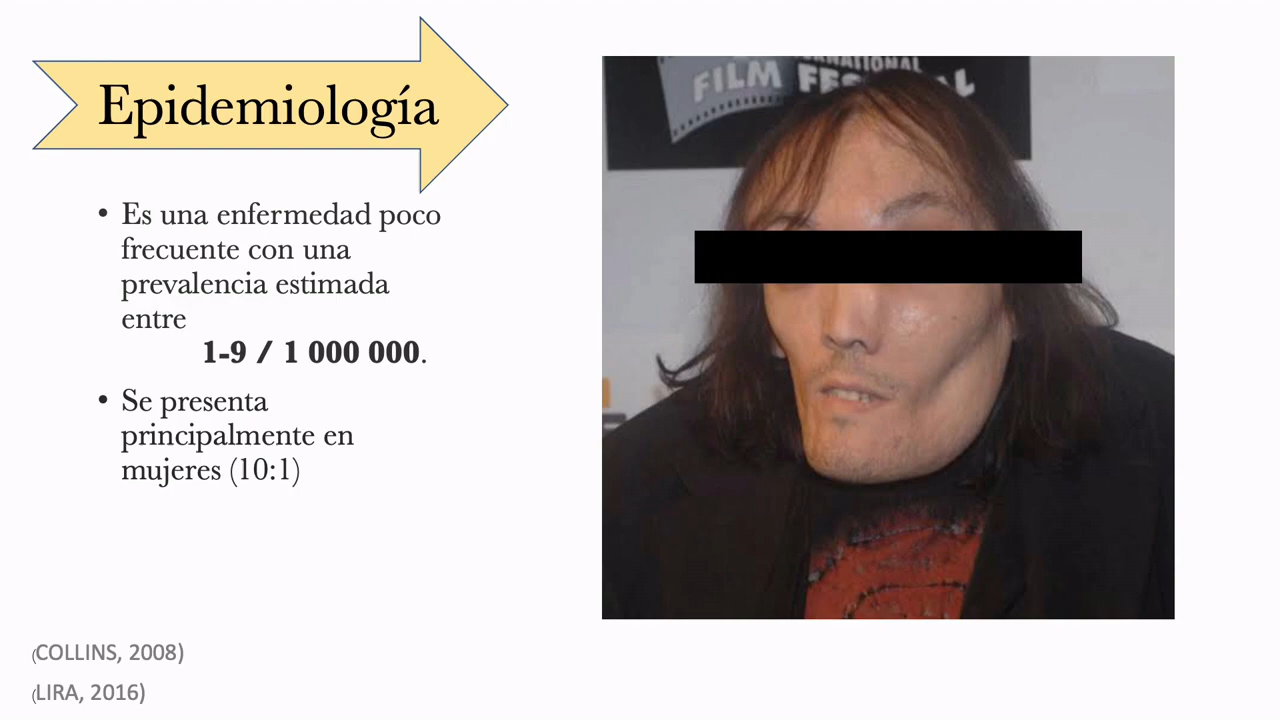 Epidemiología
• Es una enfermedad poco
frecuente con una
prevalencia estimada
entre
1-9 / 1 000 000.
• Se presenta
principalmente en
mujeres (10:1)
(COLLINS, 2008)
(LIRA, 2016)
FILM